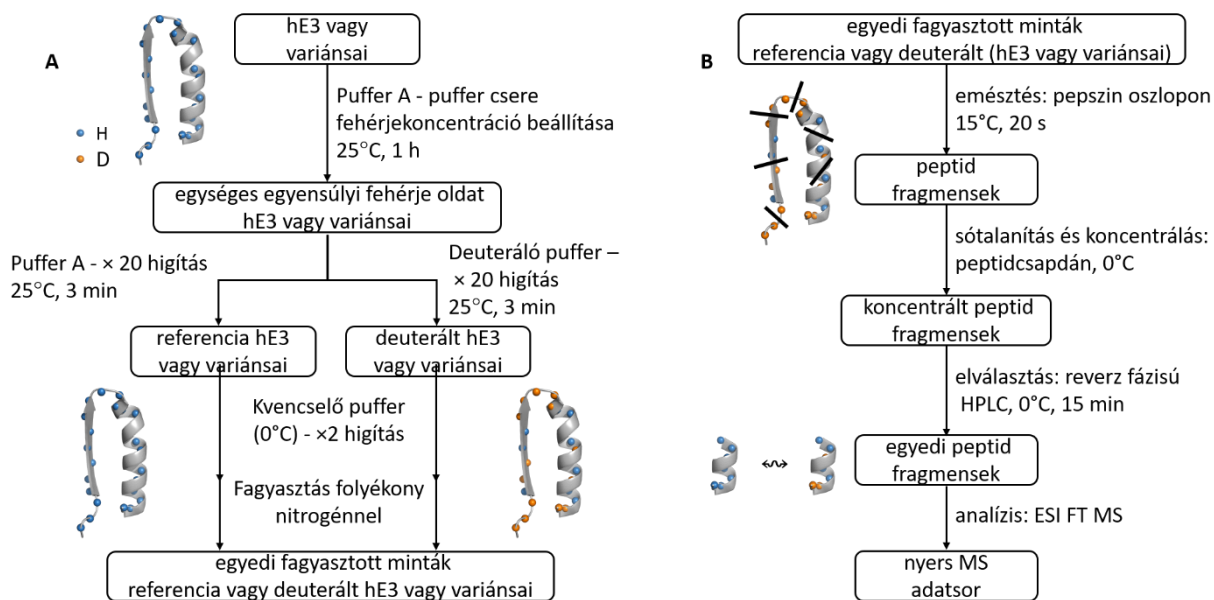 A
hE3 vagy
variánsai
H
D
Puffer A - puffer csere
fehérjekoncentráció beállítása
25°C, 1 h
egységes egyensúlyi fehérje oldat
hE3 vagy variánsai
Puffer A - × 20 higítás
25°C, 3 min
Deuteráló puffer –
× 20 higítás
25°C, 3 min
referencia hE3
vagy variánsai
deuterált hE3
vagy variánsai
Kvencselő puffer
(0°C) - ×2 higítás
Fagyasztás folyékony
nitrogénnel
egyedi fagyasztott minták
referencia vagy deuterált hE3 vagy variánsai
B
egyedi fagyasztott minták
referencia vagy deuterált (hE3 vagy variánsai)
emésztés: pepszin oszlopon
15°C, 20 s
peptid
fragmensek
sótalanítás és koncentrálás:
peptidcsapdán, 0°C
koncentrált peptid
fragmensek
elválasztás: reverz fázisú
HPLC, 0°C, 15 min
egyedi peptid
fragmensek
analízis: ESI FT MS
nyers MS
adatsor